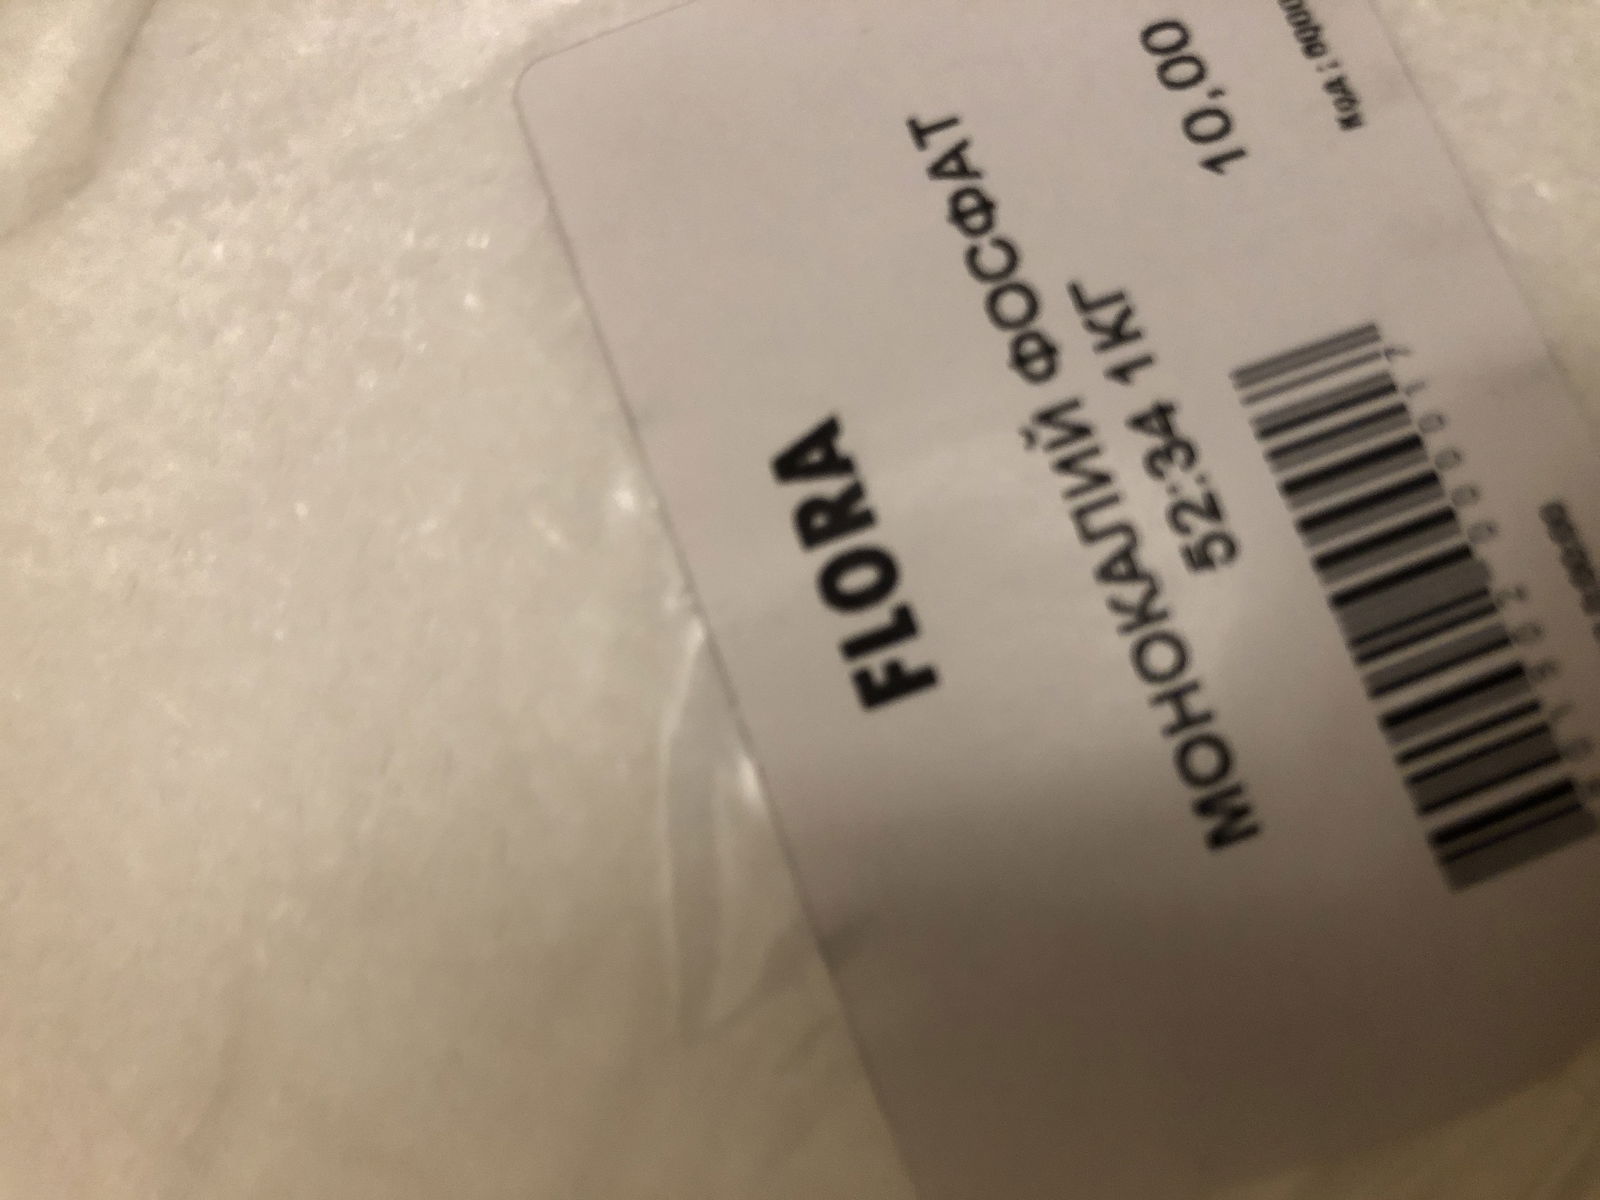 FLORA
МОНОКАЛИЙ ФОСФАТ
52:34 1КГ
10,00